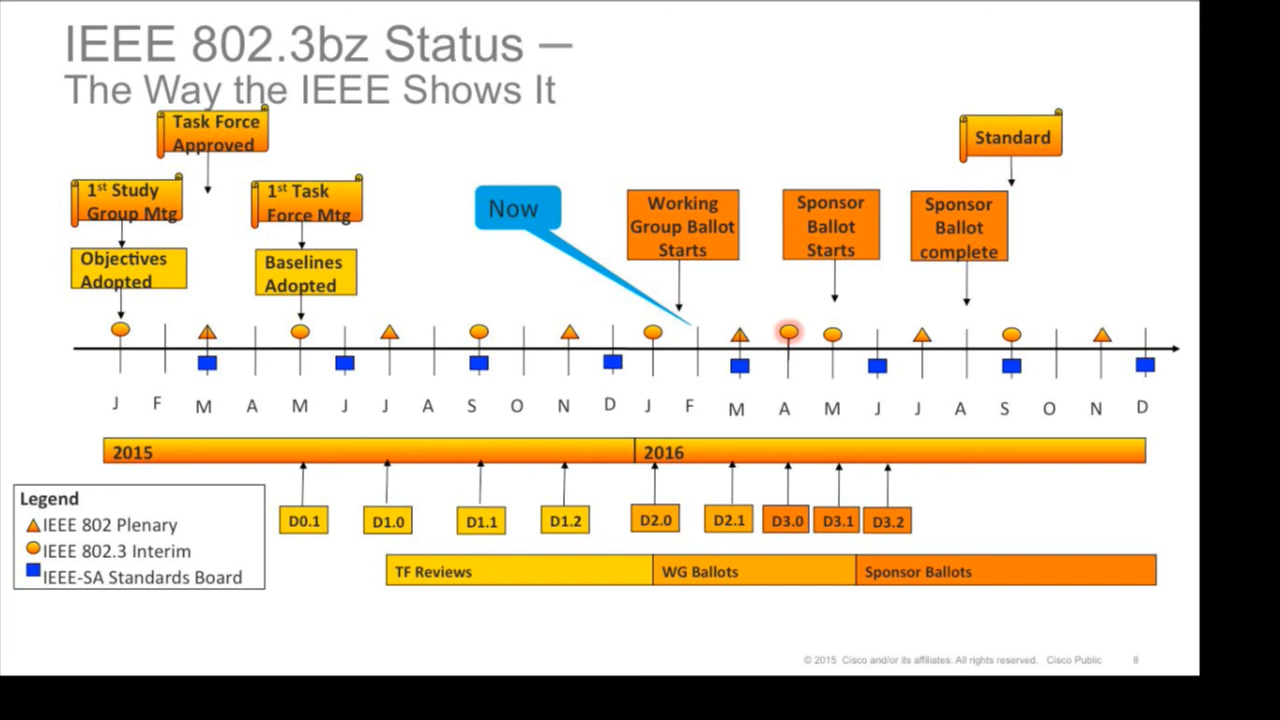 IEEE 802.3bz Status –
The Way the IEEE Shows It
Task Force
Approved
Standard
1st Study
Group Mtg
1st Task
Force Mtg
Now
Working
Group Ballot
Starts
Sponsor
Ballot
Starts
Sponsor
Ballot
complete
Objectives
Adopted
Baselines
Adopted
J F M A M J J A S O N D J F M A M J J A S O N D
2015 2016
D0.1 D1.0 D1.1 D1.2 D2.0 D2.1 D3.0 D3.1 D3.2
Legend
IEEE 802 Plenary
IEEE 802.3 Interim
IEEE-SA Standards Board
TF Reviews WG Ballots Sponsor Ballots
© 2015 Cisco and/or its affiliates. All rights reserved. Cisco Public 8